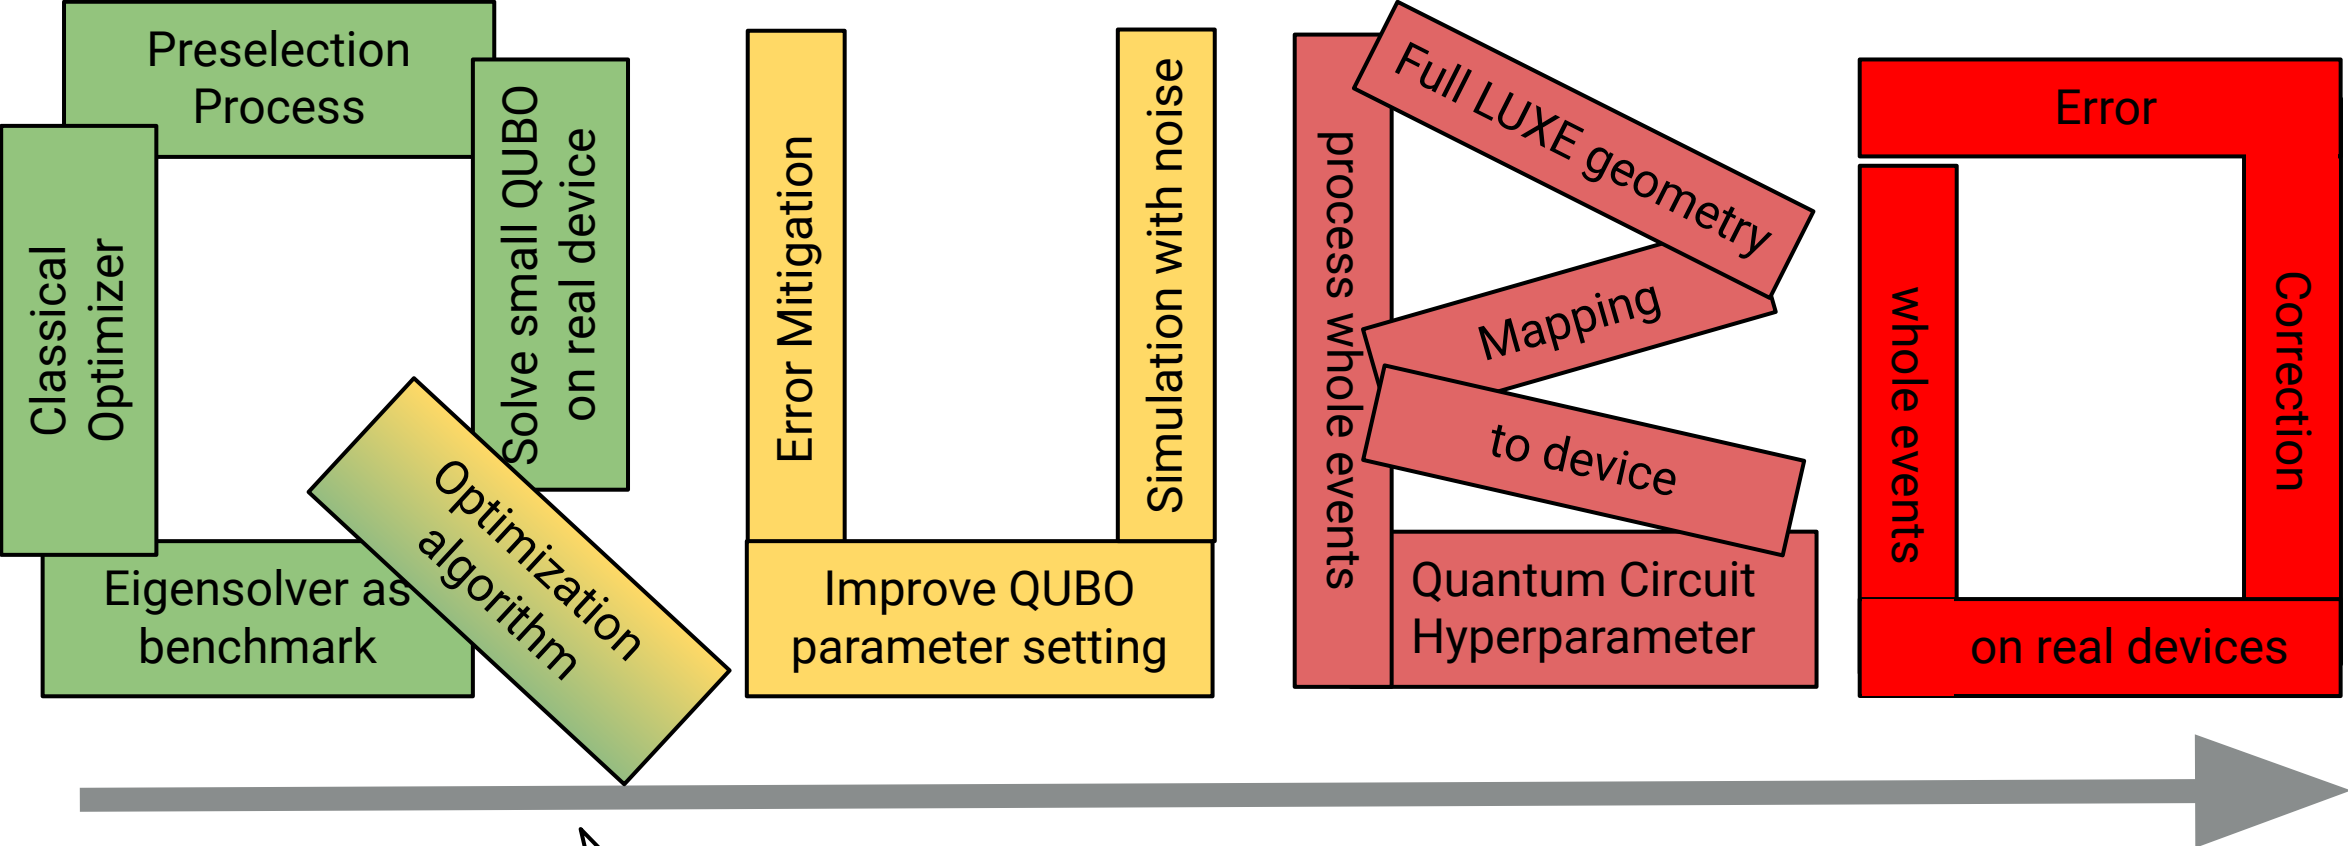 Preselection
Process
Classical
Optimizer
Solve small QUBO
on real device
Eigensolver as
benchmark
Optimization
algorithm
Error Mitigation
Improve QUBO
parameter setting
Simulation with noise
process whole events
Full LUXE geometry
Mapping
to device
Quantum Circuit
Hyperparameter
Error
Correction
whole events
on real devices